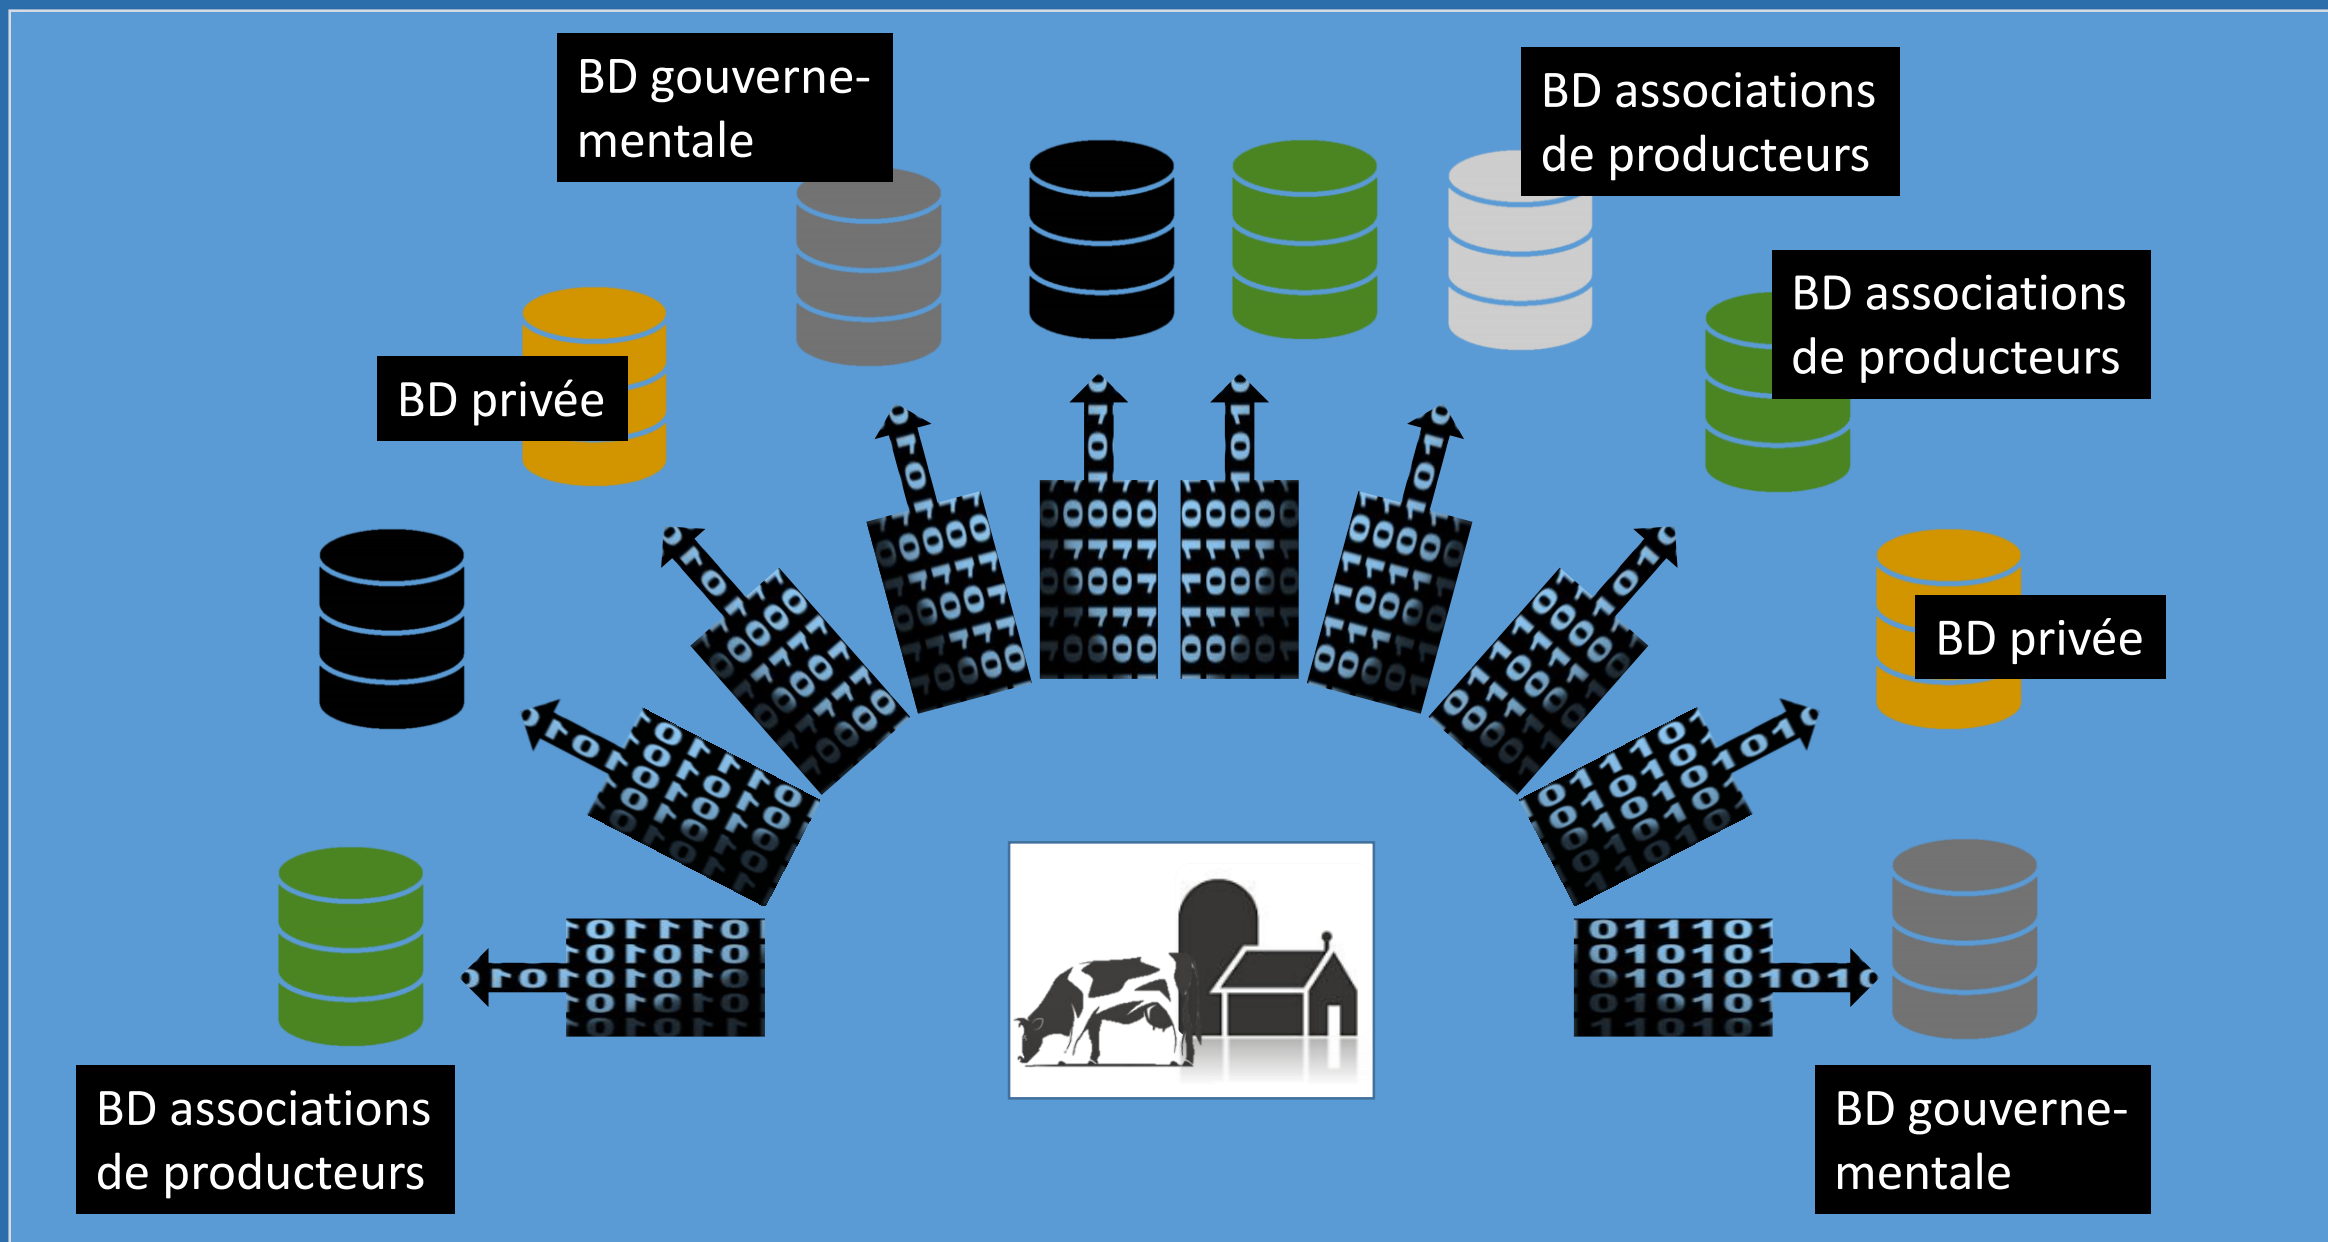 BD gouverne-
mentale
BD associations
de producteurs
BD associations
de producteurs
BD privée
BD privée
BD associations
de producteurs
BD gouverne-
mentale